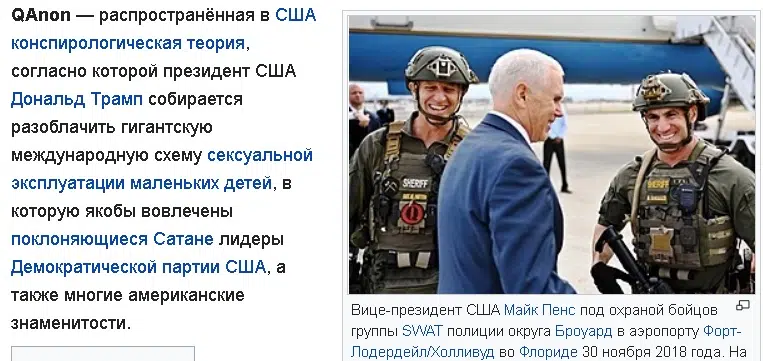 QAnon — распространённая в США
конспирологическая теория,
согласно которой президент США
Дональд Трамп собирается
разоблачить гигантскую
международную схему сексуальной
эксплуатации маленьких детей, в
которую якобы вовлечены
поклоняющиеся Сатане лидеры
Демократической партии США, а
также многие американские
знаменитости.
SHERIFF
SHERIFF
Вице-президент США Майк Пенс под охраной бойцов
группы SWAT полиции округа Броуард в аэропорту Форт-
Лодердейл/Холливуд во Флориде 30 ноября 2018 года. На